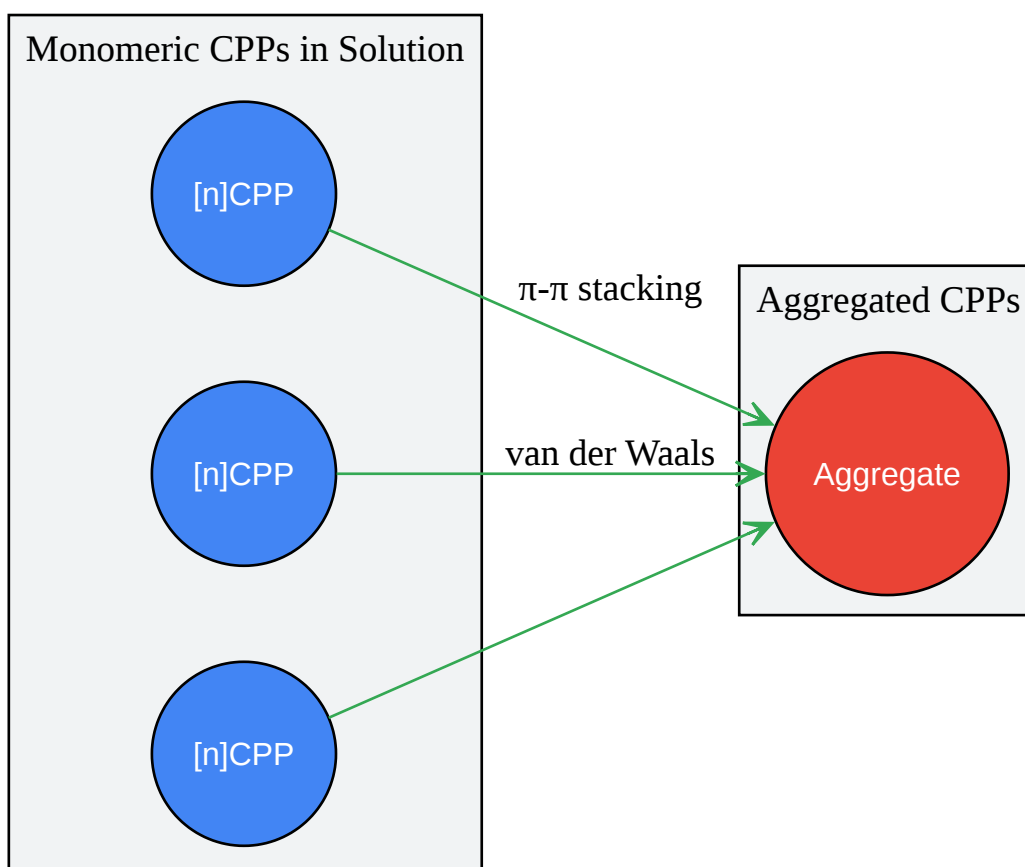 Monomeric CPPs in Solution
[n]CPP
π-π stacking
Aggregated CPPs
[n]CPP
van der Waals
Aggregate
[n]CPP